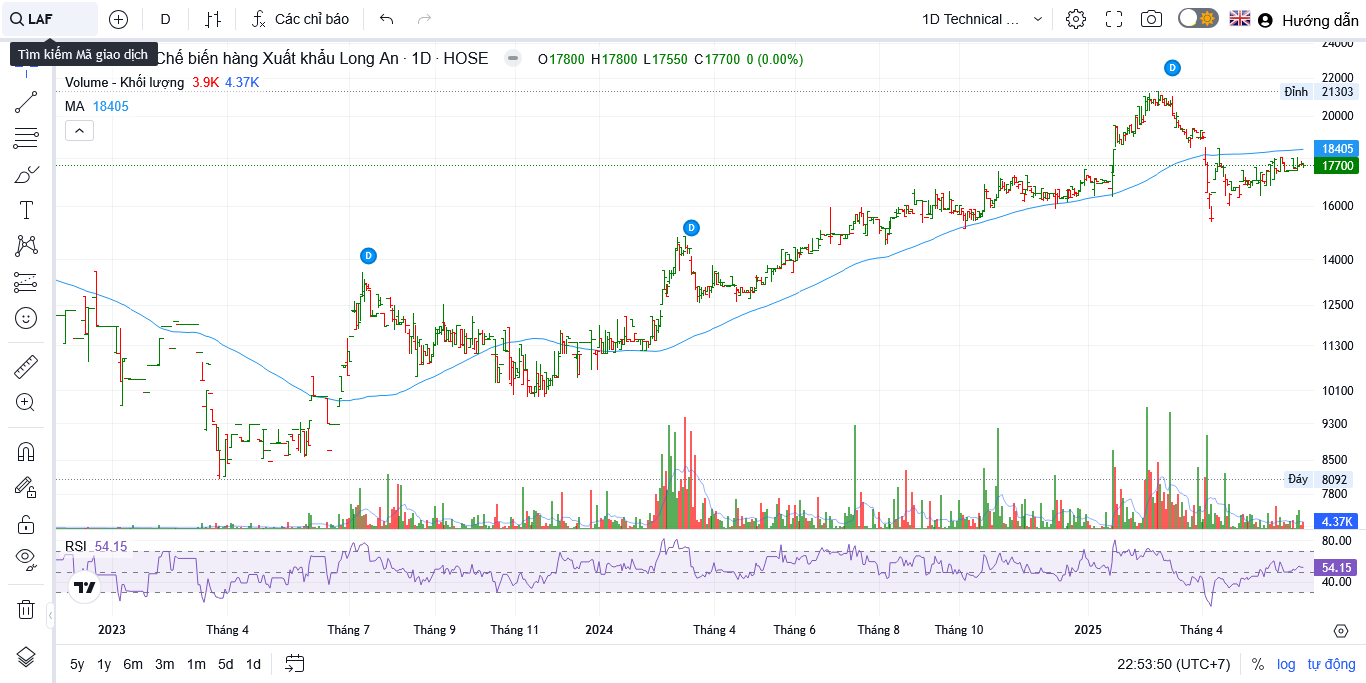 LAF
D
Các chỉ báo
1D Technical ...
Hướng dẫn
Tìm kiếm Mã giao dịch
Chế biến hàng Xuất khẩu Long An · 1D · HOSE
O17800 H17800 L17550 C17700 0 (0.00%)
Volume - Khối lượng 3.9K 4.37K
MA 18405
D
D
D
24000
22000
Đỉnh 21303
20000
18405
17700
16000
14000
12500
11300
10100
9300
8500
Đáy 8092
7800
4.37K
RSI 54.15
80.00
54.15
40.00
2023 Tháng 4 Tháng 7 Tháng 9 Tháng 11 2024 Tháng 4 Tháng 6 Tháng 8 Tháng 10 2025 Tháng 4
5y 1y 6m 3m 1m 5d 1d
22:53:50 (UTC+7) % log tự động